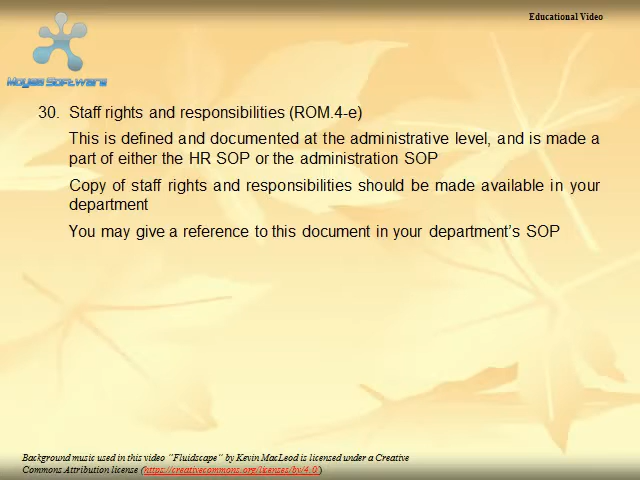 Educational Video
Moyea Software
30. Staff rights and responsibilities (ROM.4-e)
This is defined and documented at the administrative level, and is made a
part of either the HR SOP or the administration SOP
Copy of staff rights and responsibilities should be made available in your
department
You may give a reference to this document in your department’s SOP
Background music used in this video "Fluidscape" by Kevin MacLeod is licensed under a Creative
Commons Attribution license (https://creativecommons.org/licenses/by/4.0/)